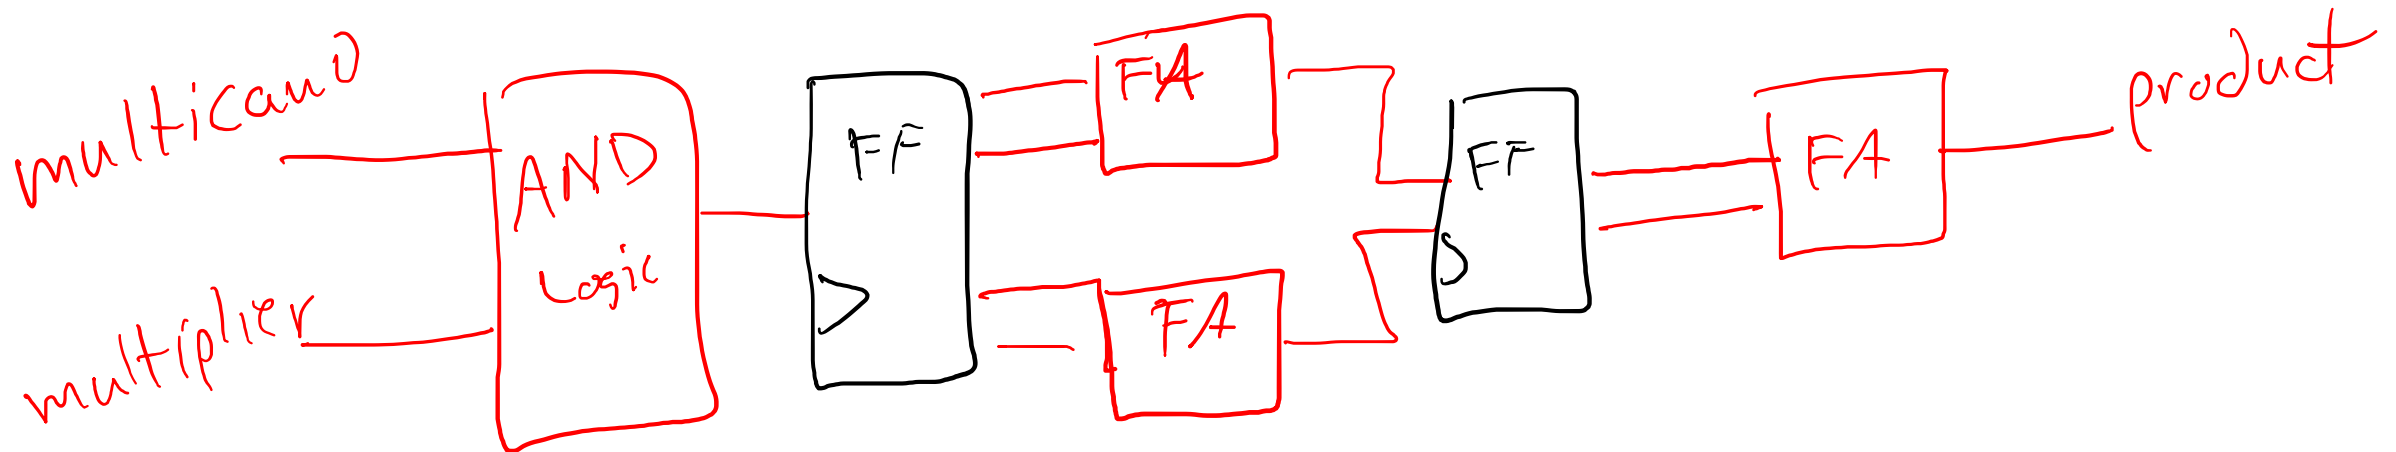 multicand
multiplier
AND
Logic
FF
FA
FA
FF
FA
product